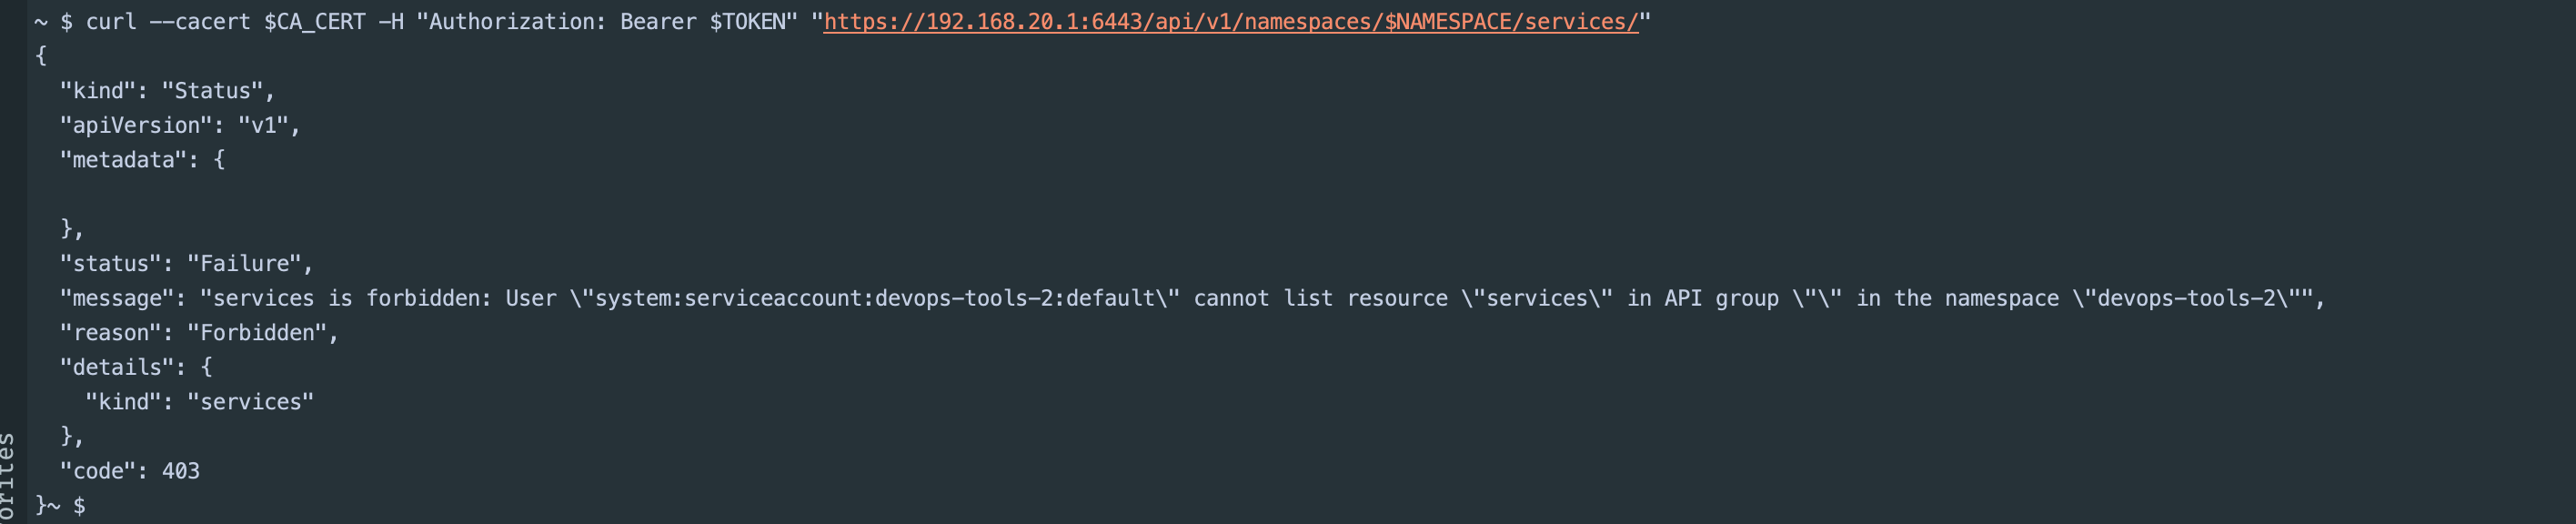 ~ $ curl --cacert $CA_CERT -H "Authorization: Bearer $TOKEN" "https://192.168.20.1:6443/api/v1/namespaces/$NAMESPACE/services/"
{
  "kind": "Status",
  "apiVersion": "v1",
  "metadata": {

  },
  "status": "Failure",
  "message": "services is forbidden: User \"system:serviceaccount:devops-tools-2:default\" cannot list resource \"services\" in API group \"\" in the namespace \"devops-tools-2\"",
  "reason": "Forbidden",
  "details": {
    "kind": "services"
  },
  "code": 403
}~ $